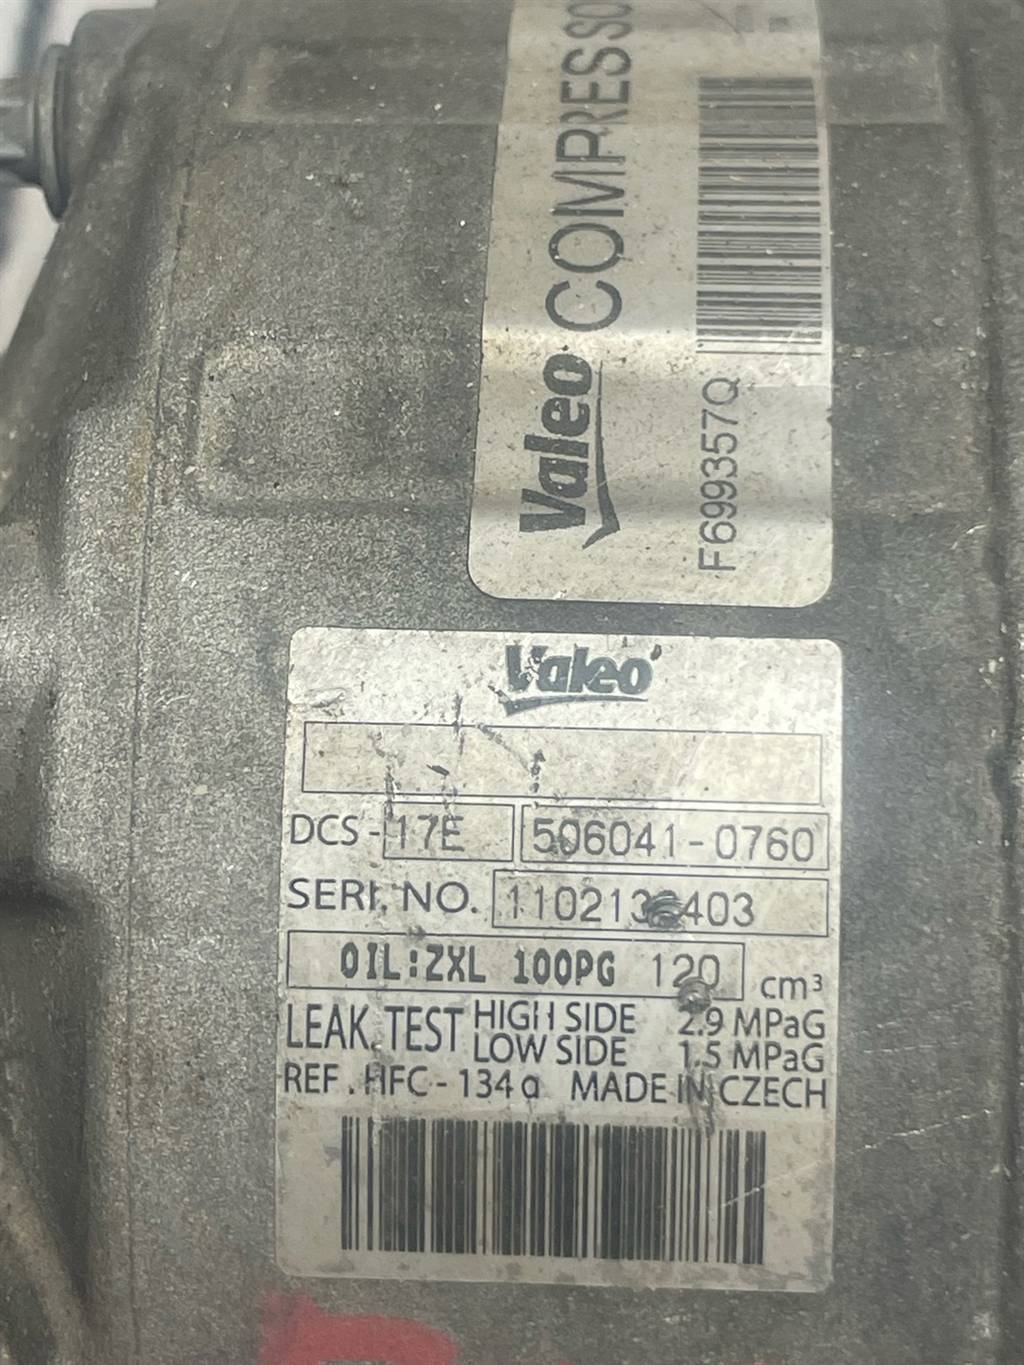 Valeo COMPRESSO
F699357Q
Valeo
DCS - 17E 506041-0760
SERI. NO.
OIL:ZXL 100PG 120 cm³
LEAK. TEST HIGH SIDE 2.9 MPaG
LOW SIDE 1.5 MPaG
REF. HFC - 134a MADE IN CZECH